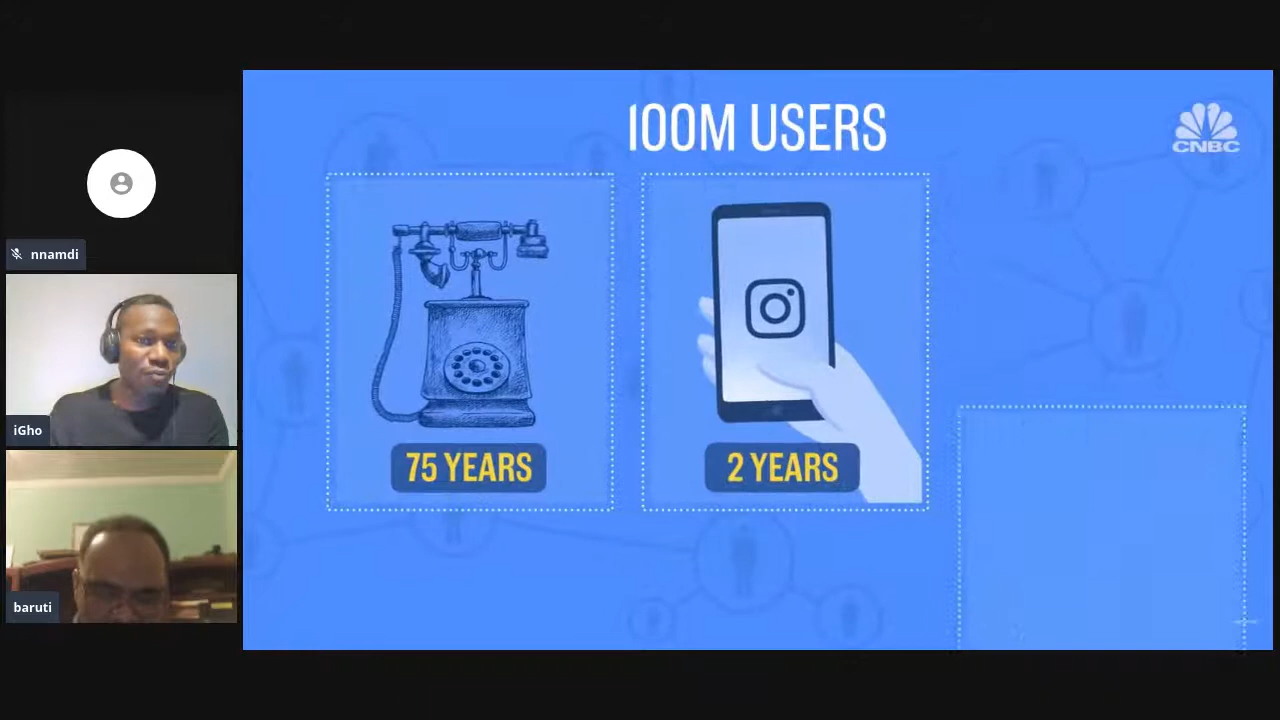 100M USERS
CNBC
75 YEARS
2 YEARS
nnamdi
iGho
baruti